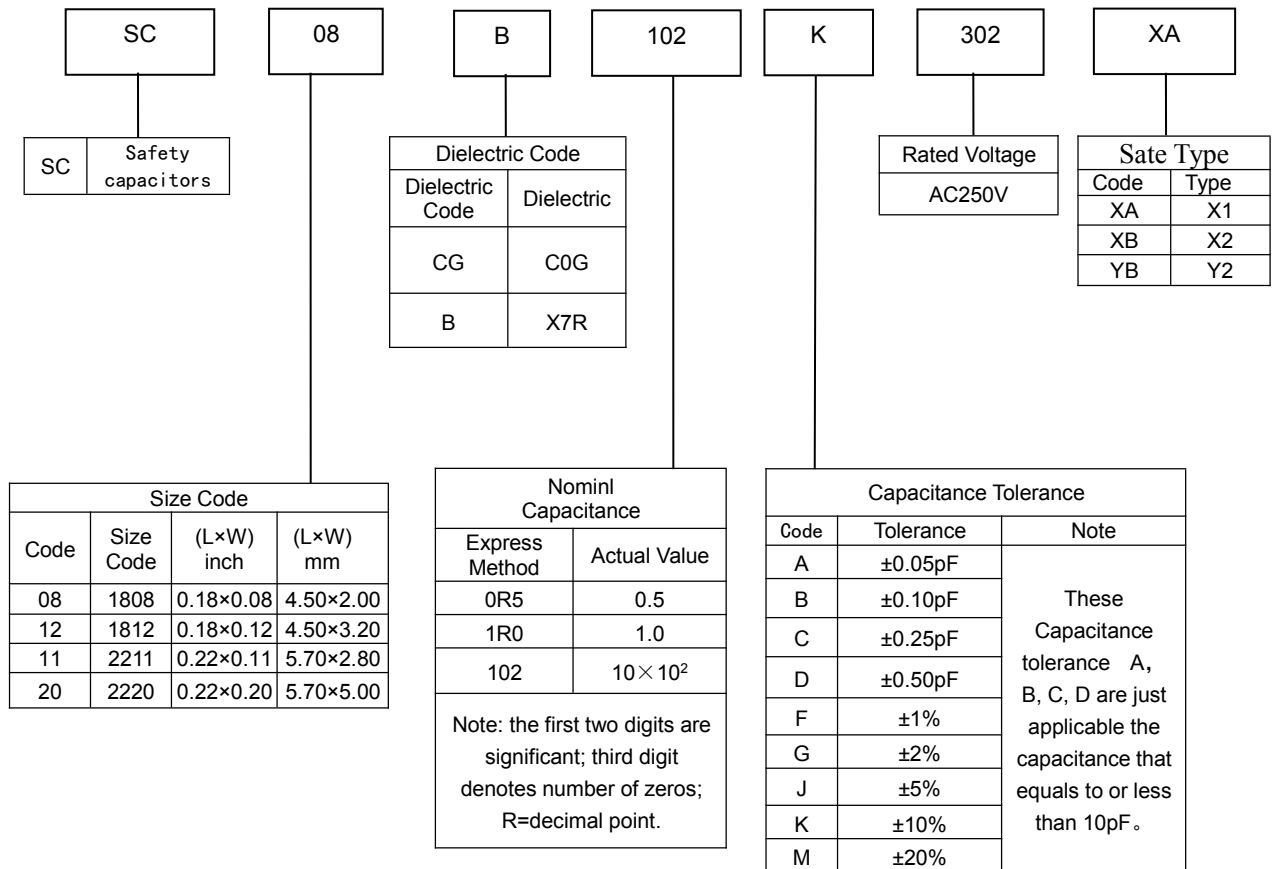 SC 08 B 102 K 302 XA
SC Safety
capacitors
Dielectric Code
Dielectric
Code Dielectric
CG C0G
B X7R
Rated Voltage
AC250V
Sate Type
Code Type
XA X1
XB X2
YB Y2
Size Code
Code Size
Code (L×W)
inch (L×W)
mm
08 1808 0.18×0.08 4.50×2.00
12 1812 0.18×0.12 4.50×3.20
11 2211 0.22×0.11 5.70×2.80
20 2220 0.22×0.20 5.70×5.00
Nominl
Capacitance
Express
Method Actual Value
0R5 0.5
1R0 1.0
102 10×10²
Note: the first two digits are
significant; third digit
denotes number of zeros;
R=decimal point.
Capacitance Tolerance
Code Tolerance Note
A ±0.05pF
B ±0.10pF
C ±0.25pF
D ±0.50pF
F ±1%
G ±2%
J ±5%
K ±10%
M ±20%
These
Capacitance
tolerance A,
B, C, D are just
applicable the
capacitance that
equals to or less
than 10pF。